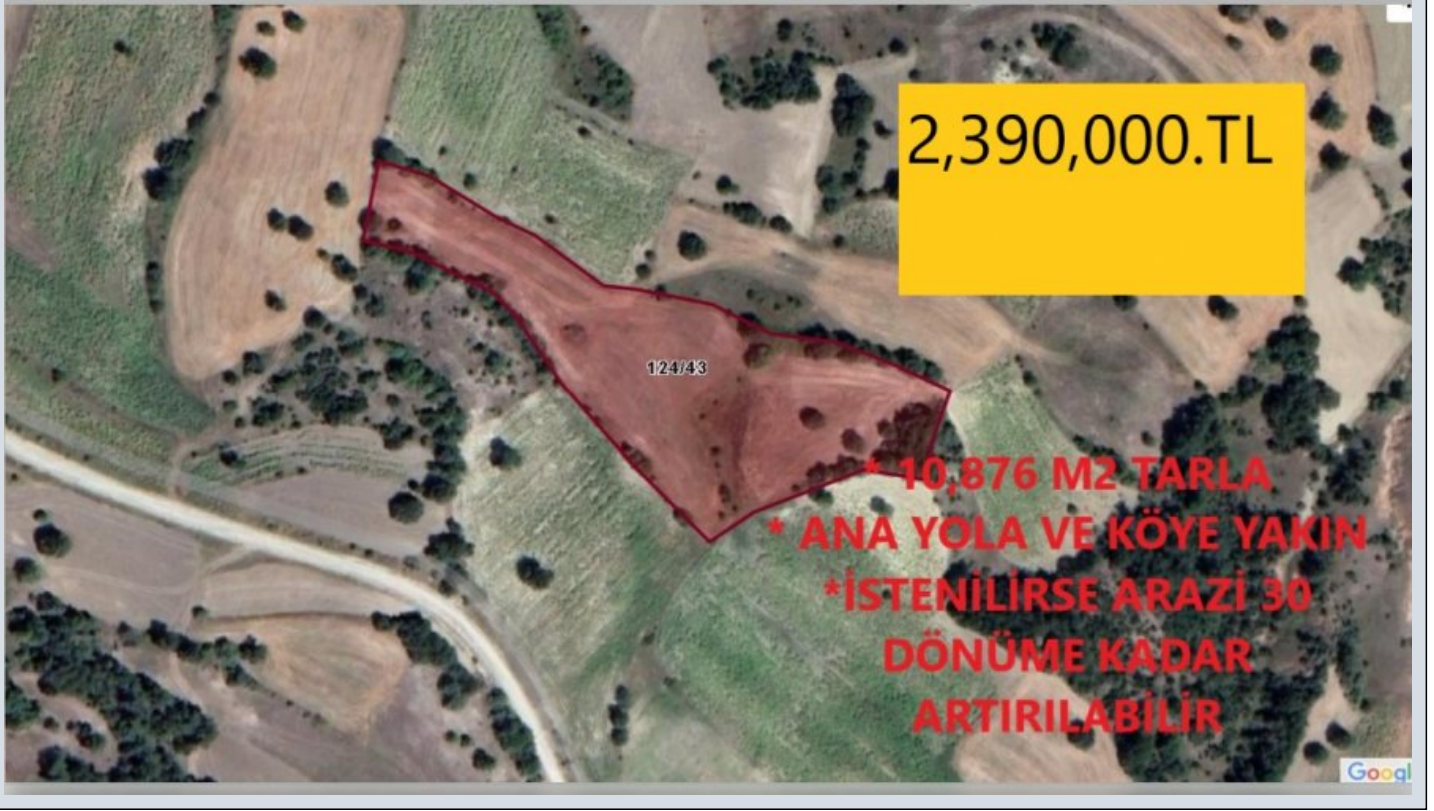 2,390,000.TL
124/43
* 10,876 M2 TARLA
* ANA YOLA VE KÖYE YAKIN
*İSTENİLİRSE ARAZİ 30
DÖNÜME KADAR
ARTIRILABİLİR
Googl